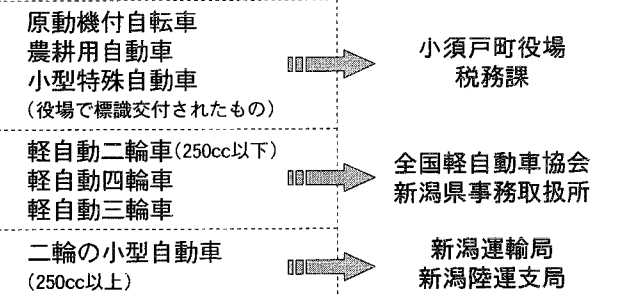 原動機付自転車
農耕用自動車
小型特殊自動車
(役場で標識交付されたもの)
小須戸町役場
税務課
軽自動二輪車(250cc以下)
軽自動四輪車
軽自動三輪車
全国軽自動車協会
新潟県事務取扱所
二輪の小型自動車
(250cc以上)
新潟運輸局
新潟陸運支局